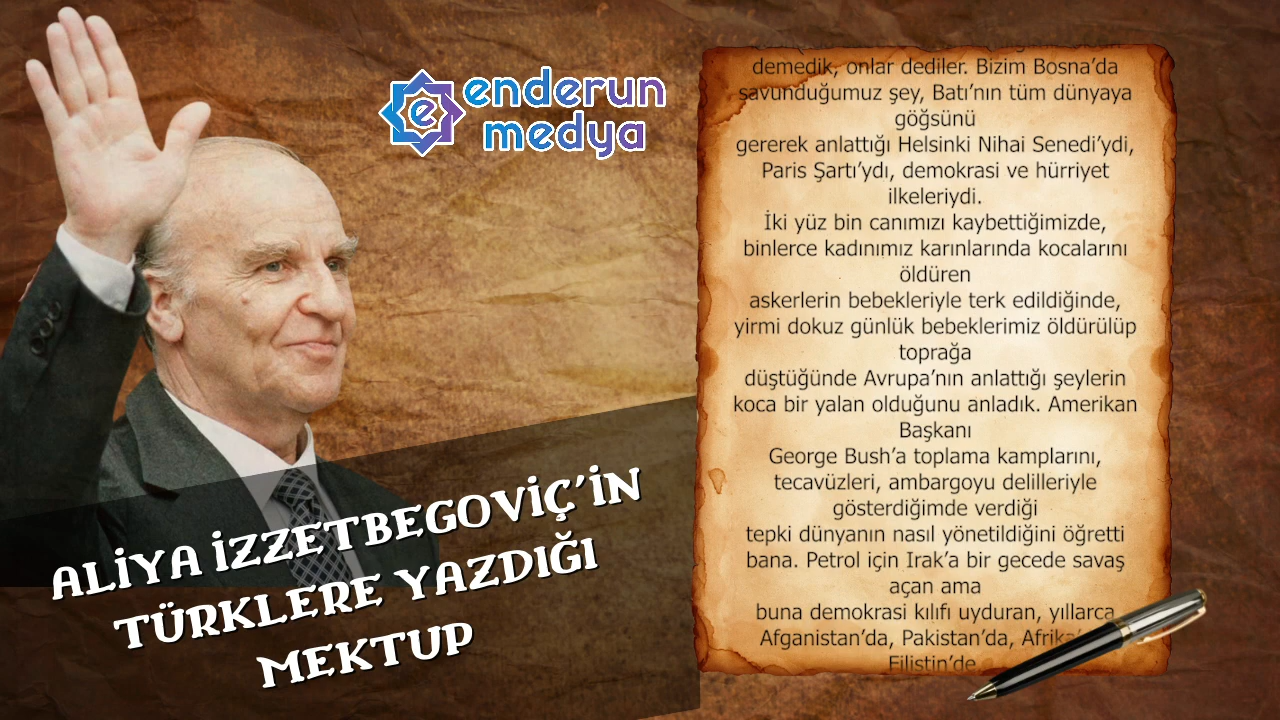 enderun
medya
ALİYA İZZETBEGOVİÇ'İN
TÜRKLERE YAZDIĞI
MEKTUP
demedik, onlar dediler. Bizim Bosna’da
savunduğumuz şey, Batı’nın tüm dünyaya
göğsünü
gererek anlattığı Helsinki Nihai Senedi’ydi,
Paris Şartı’ydı, demokrasi ve hürriyet
ilkeleriydi.
İki yüz bin canımızı kaybettiğimizde,
binlerce kadınımız karınlarında kocalarını
öldüren
askerlerin bebekleriyle terk edildiğinde,
yirmi dokuz günlük bebeklerimiz öldürülüp
toprağa
düştüğünde Avrupa’nın anlattığı şeylerin
koca bir yalan olduğunu anladık. Amerikan
Başkanı
George Bush’a toplama kamplarını,
tecavüzleri, ambargoyu delilleriyle
gösterdiğimde verdiği
tepki dünyanın nasıl yönetildiğini öğretti
bana. Petrol için Irak’a bir gecede savaş
açan ama
buna demokrasi kılıfı uyduran, yıllarca
Afganistan’da, Pakistan’da,
Filistin’de